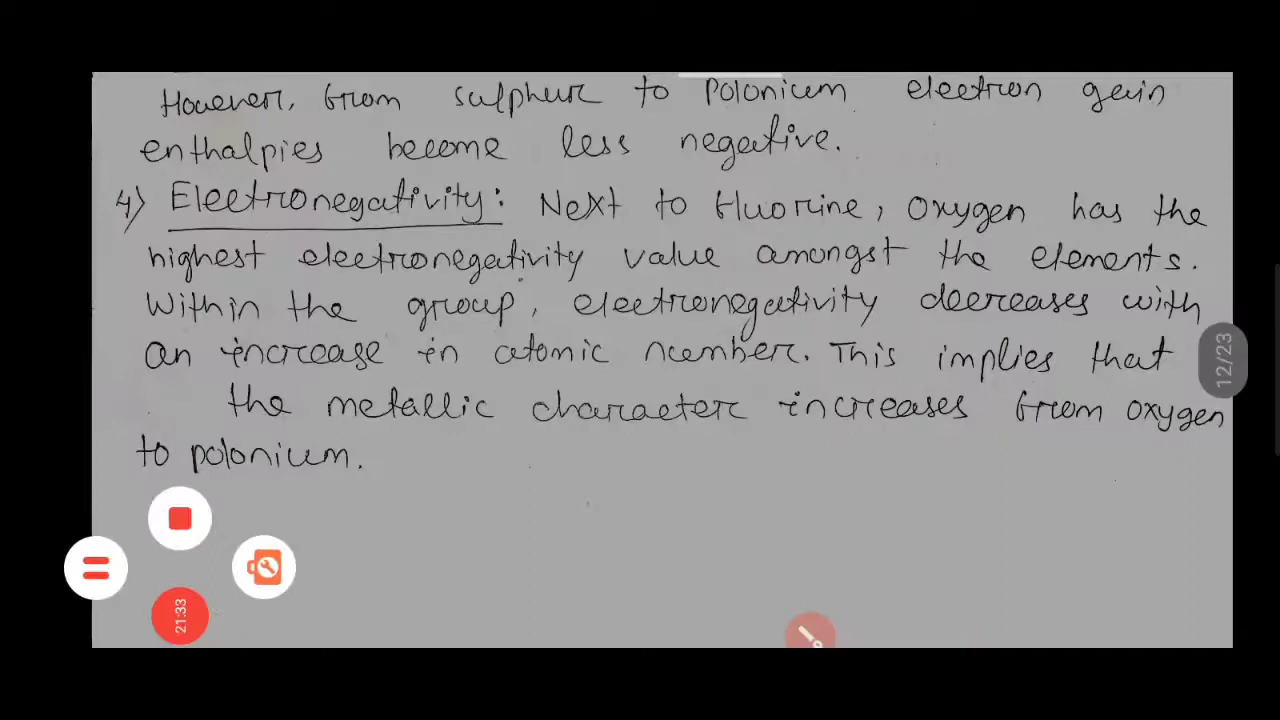 However, from sulphur to polonium electron gain
enthalpies become less negative.
4) Electronegativity: Next to fluorine, oxygen has the
highest electronegativity value amongst the elements.
Within the group, electronegativity decreases with
an increase in atomic number. This implies that
the metallic character increases from oxygen
to polonium.
12/23
21:33